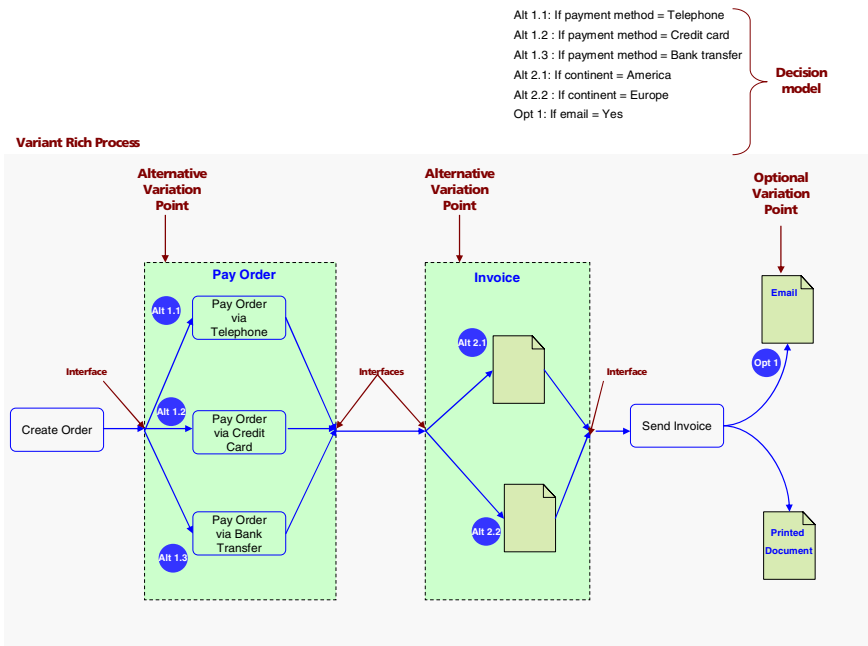 Alt 1.1: If payment method = Telephone
Alt 1.2 : If payment method = Credit card
Alt 1.3 : If payment method = Bank transfer
Alt 2.1: If continent = America
Alt 2.2 : If continent = Europe
Opt 1: If email = Yes
Decision
model
Variant Rich Process
Alternative
Variation
Point
Alternative
Variation
Point
Optional
Variation
Point
Pay Order
Invoice
Email
Alt 1.1
Pay Order
via
Telephone
Alt 2.1
Opt 1
Interface
Interfaces
Interface
Alt 1.2
Create Order
Pay Order
via Credit
Card
Send Invoice
Pay Order
via Bank
Transfer
Alt 1.3
Alt 2.2
Printed
Document